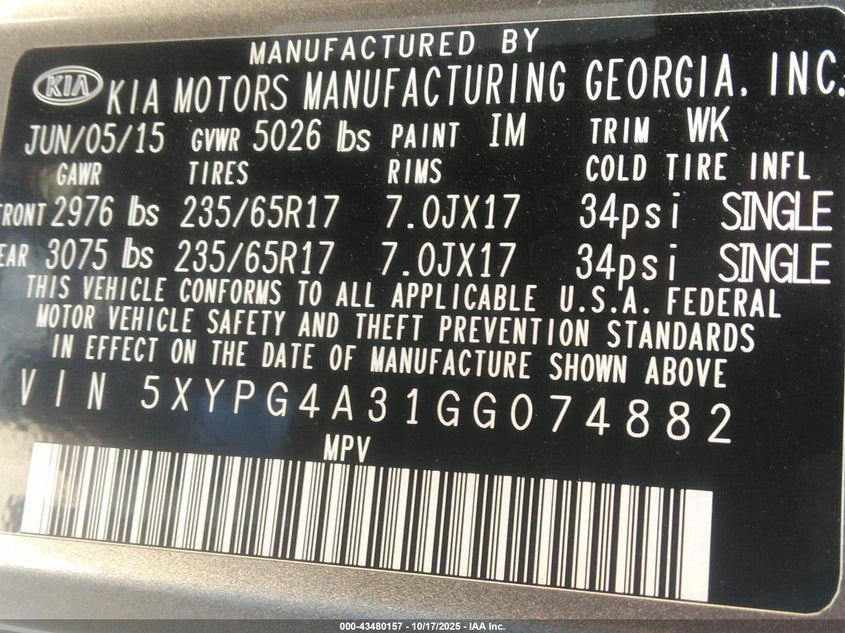 MANUFACTURED BY
KIA KIA MOTORS MANUFACTURING GEORGIA, INC.
JUN/05/15 GVWR 5026 lbs PAINT IM TRIM WK
GAWR TIRES RIMS COLD TIRE INFL
FRONT 2976 lbs 235/65R17 7.0JX17 34psi SINGLE
EAR 3075 lbs 235/65R17 7.0JX17 34psi SINGLE
THIS VEHICLE CONFORMS TO ALL APPLICABLE U.S.A. FEDERAL
MOTOR VEHICLE SAFETY AND THEFT PREVENTION STANDARDS
IN EFFECT ON THE DATE OF MANUFACTURE SHOWN ABOVE
VIN 5XYPG4A31GG074882
MPV
000-43480157 - 10/17/2025 - IAA Inc.